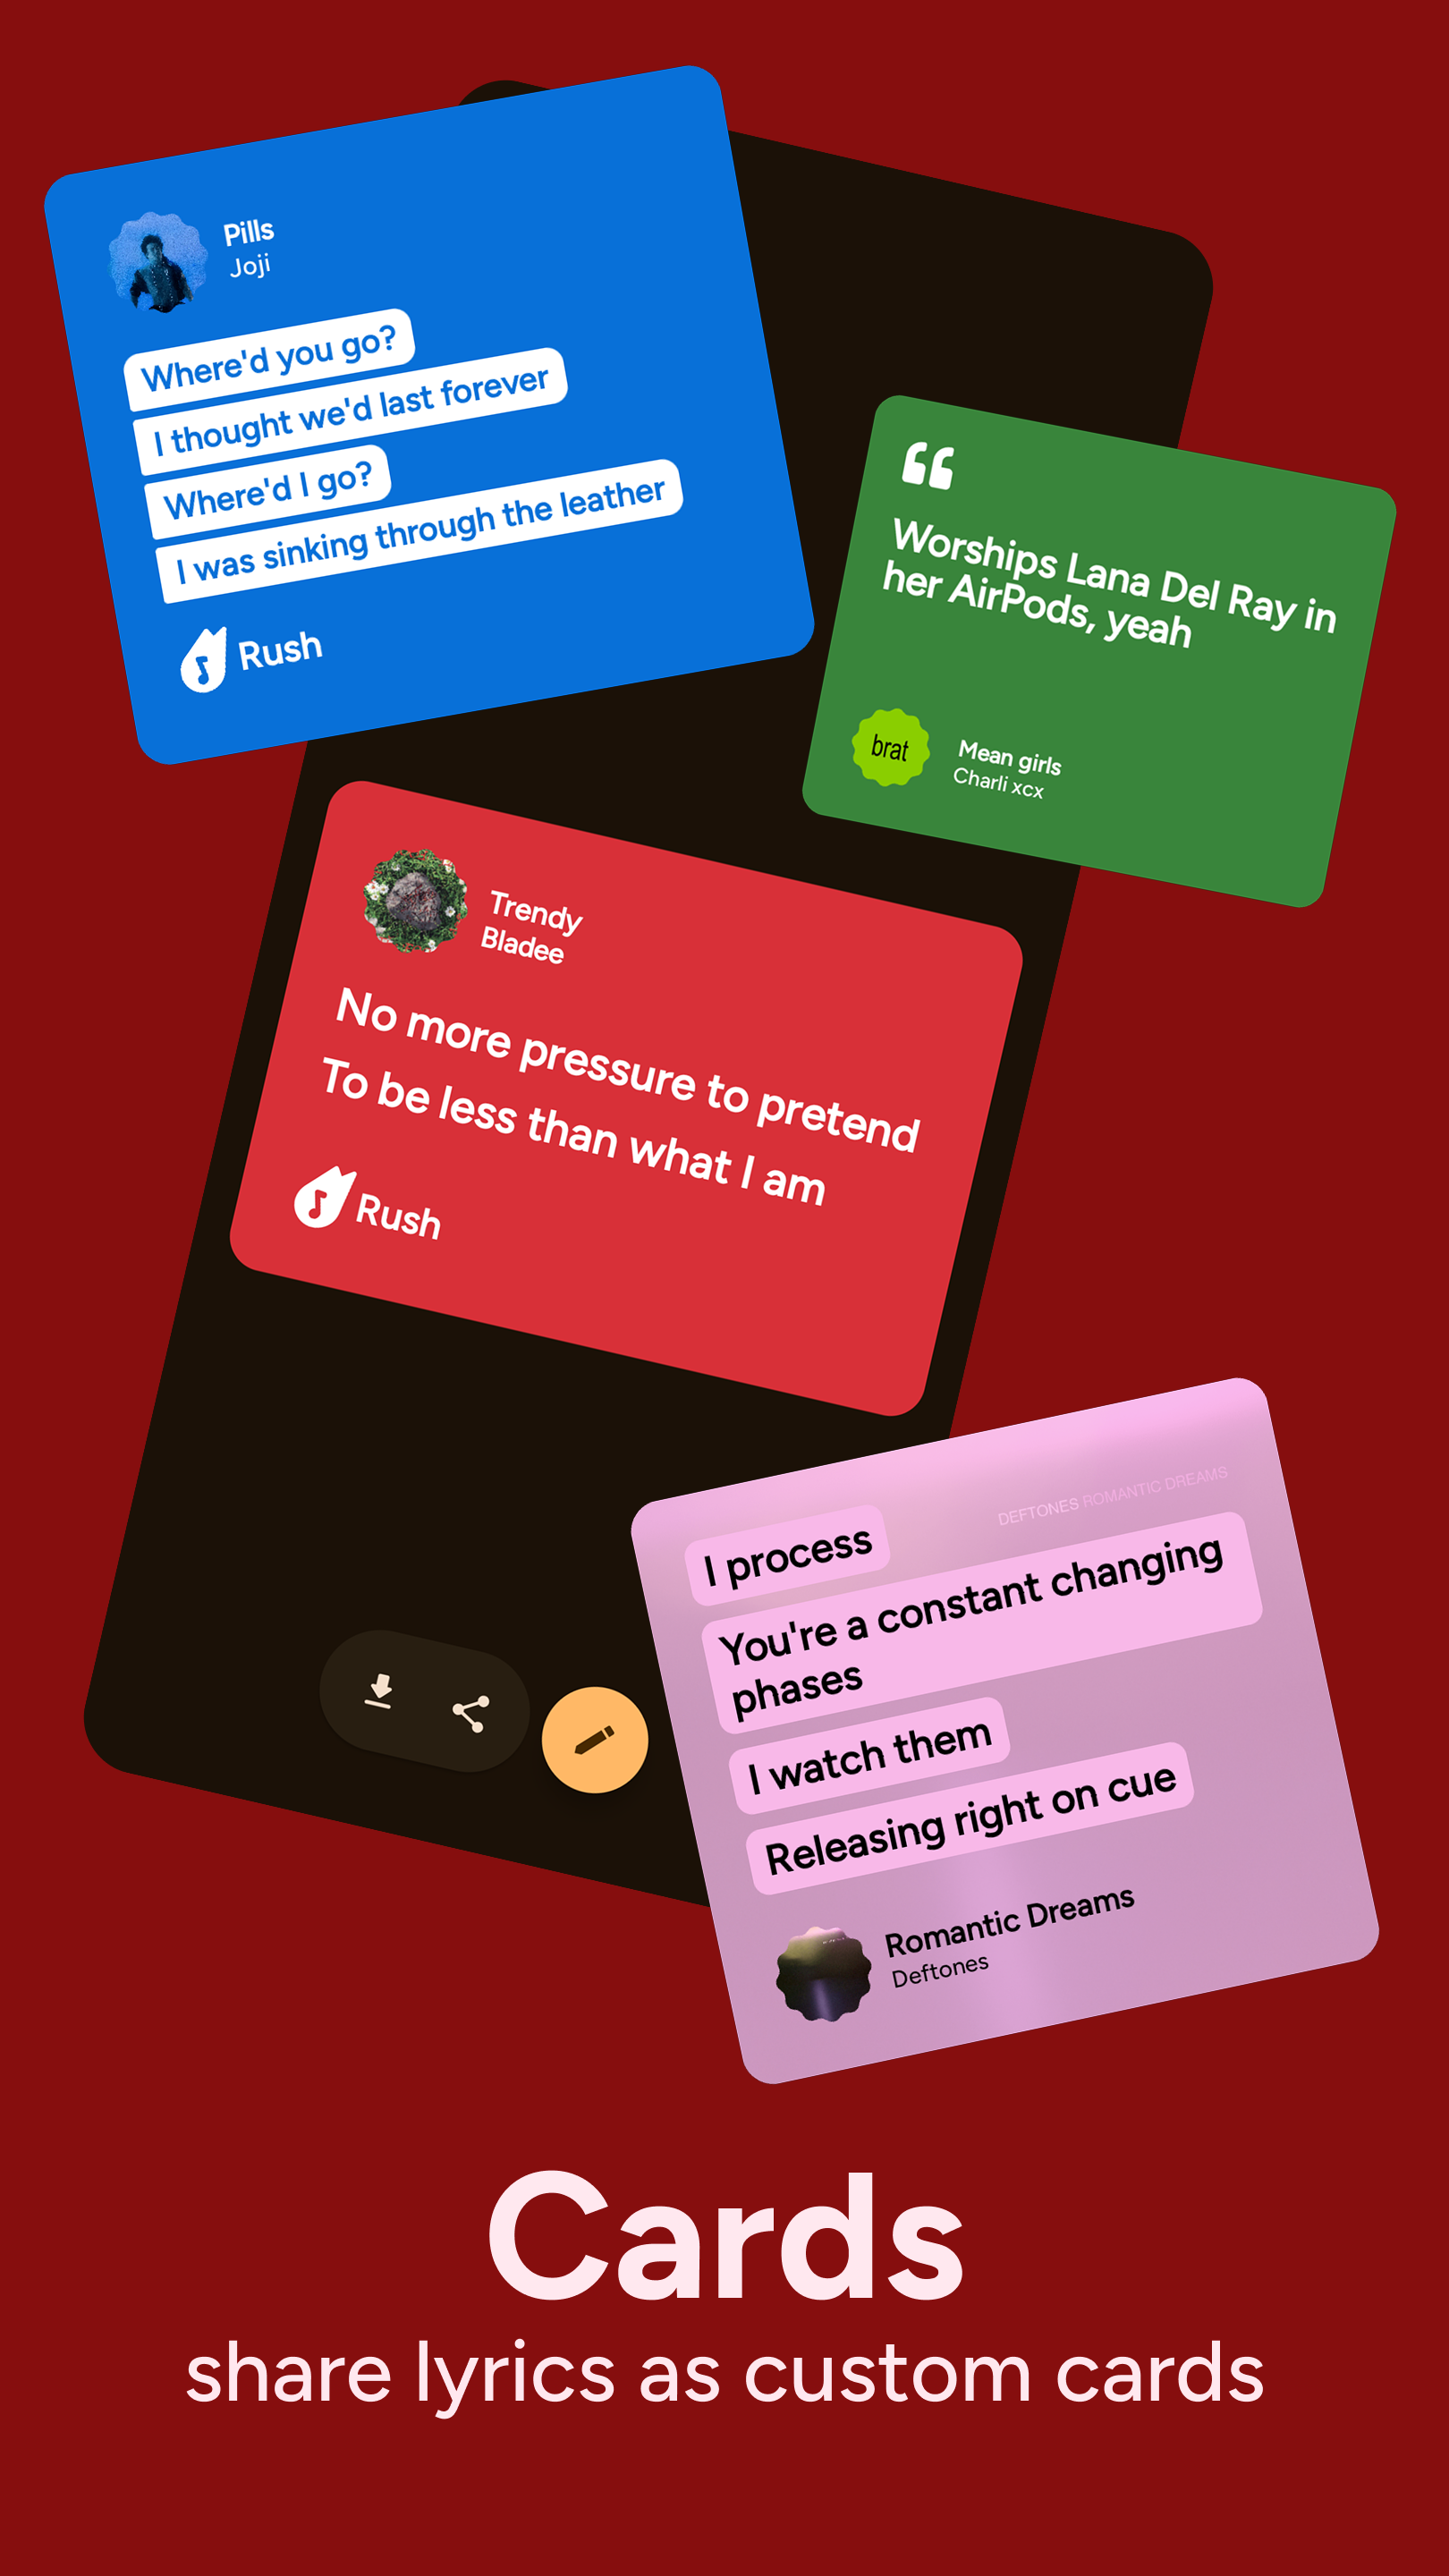 Pills
Joji
Where'd you go?
I thought we'd last forever
Where'd I go?
I was sinking through the leather
Rush
“
Worships Lana Del Ray in
her AirPods, yeah
brat
Mean girls
Charli xcx
Trendy
Bladee
No more pressure to pretend
To be less than what I am
Rush
DEFTONES ROMANTIC DREAMS
I process
You're a constant changing
phases
I watch them
Releasing right on cue
Romantic Dreams
Deftones
Cards
share lyrics as custom cards